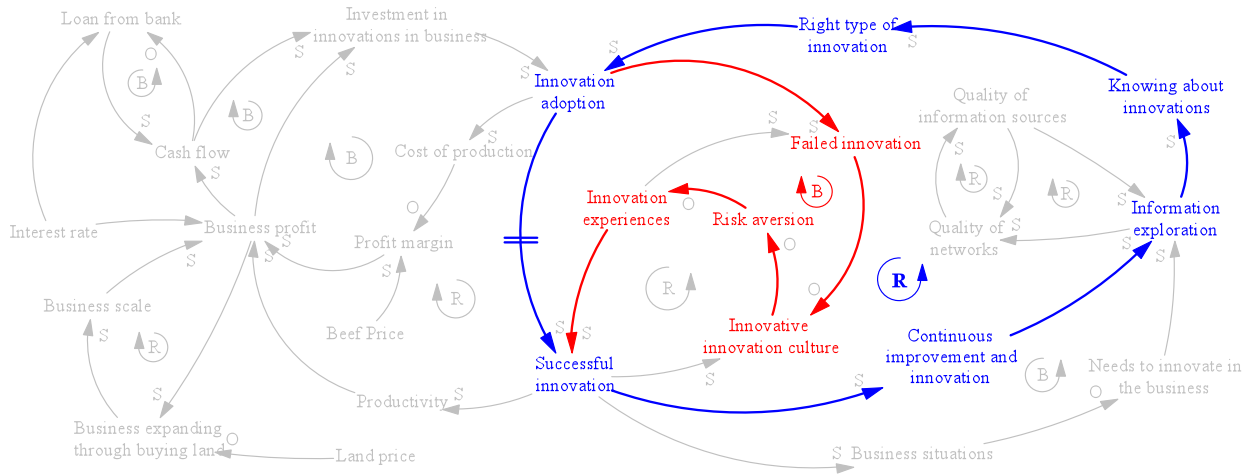 Loan from bank
Investment in
innovations in business
Right type of
innovation
Innovation
adoption
Knowing about
innovations
Quality of
information sources
Cash flow
Cost of production
Failed innovation
Innovation
experiences
Risk aversion
Information
exploration
Interest rate
Business profit
Profit margin
Quality of
networks
Business scale
Beef Price
Innovative
innovation culture
Continuous
improvement and
innovation
Successful
innovation
Needs to innovate in
the business
Productivity
Business expanding
through buying land
Land price
Business situations
O
S
S
S
S
S
S
S
S
S
S
S
O
S
S
S
S
S
O
S
S
O
O
O
S
S
S
S
S
S
S
S
S
S
S
S
S
O
S
O
B
B
B
B
R
R
R
R
R
R
B